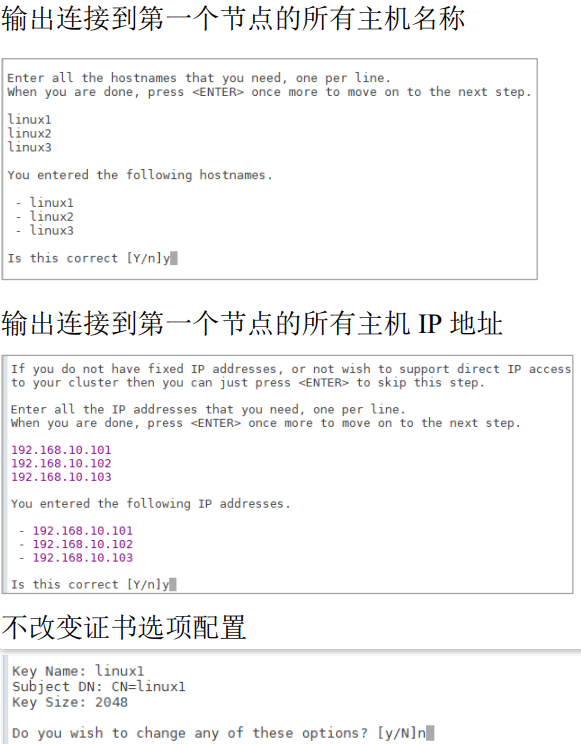 输出连接到第一个节点的所有主机名称
Enter all the hostnames that you need, one per line.
When you are done, press <ENTER> once more to move on to the next step.
linux1
linux2
linux3
You entered the following hostnames.
- linux1
- linux2
- linux3
Is this correct [Y/n]y
输出连接到第一个节点的所有主机 IP 地址
If you do not have fixed IP addresses, or not wish to support direct IP access
to your cluster then you can just press <ENTER> to skip this step.
Enter all the IP addresses that you need, one per line.
When you are done, press <ENTER> once more to move on to the next step.
192.168.10.101
192.168.10.102
192.168.10.103
You entered the following IP addresses.
- 192.168.10.101
- 192.168.10.102
- 192.168.10.103
Is this correct [Y/n]y
不改变证书选项配置
Key Name: linux1
Subject DN: CN=linux1
Key Size: 2048
Do you wish to change any of these options? [y/N]n